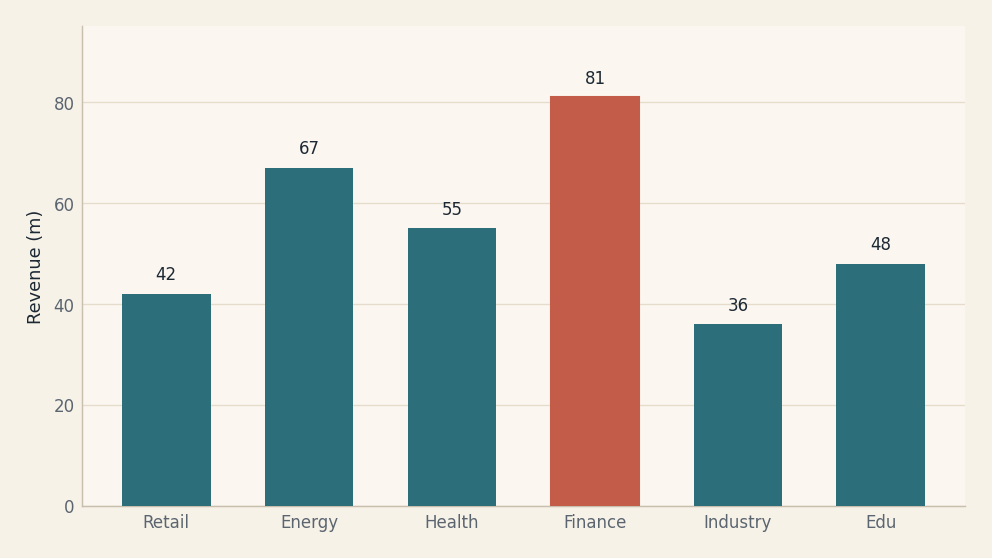 Revenue (m)
80
60
40
20
0
42
67
55
81
36
48
Retail
Energy
Health
Finance
Industry
Edu